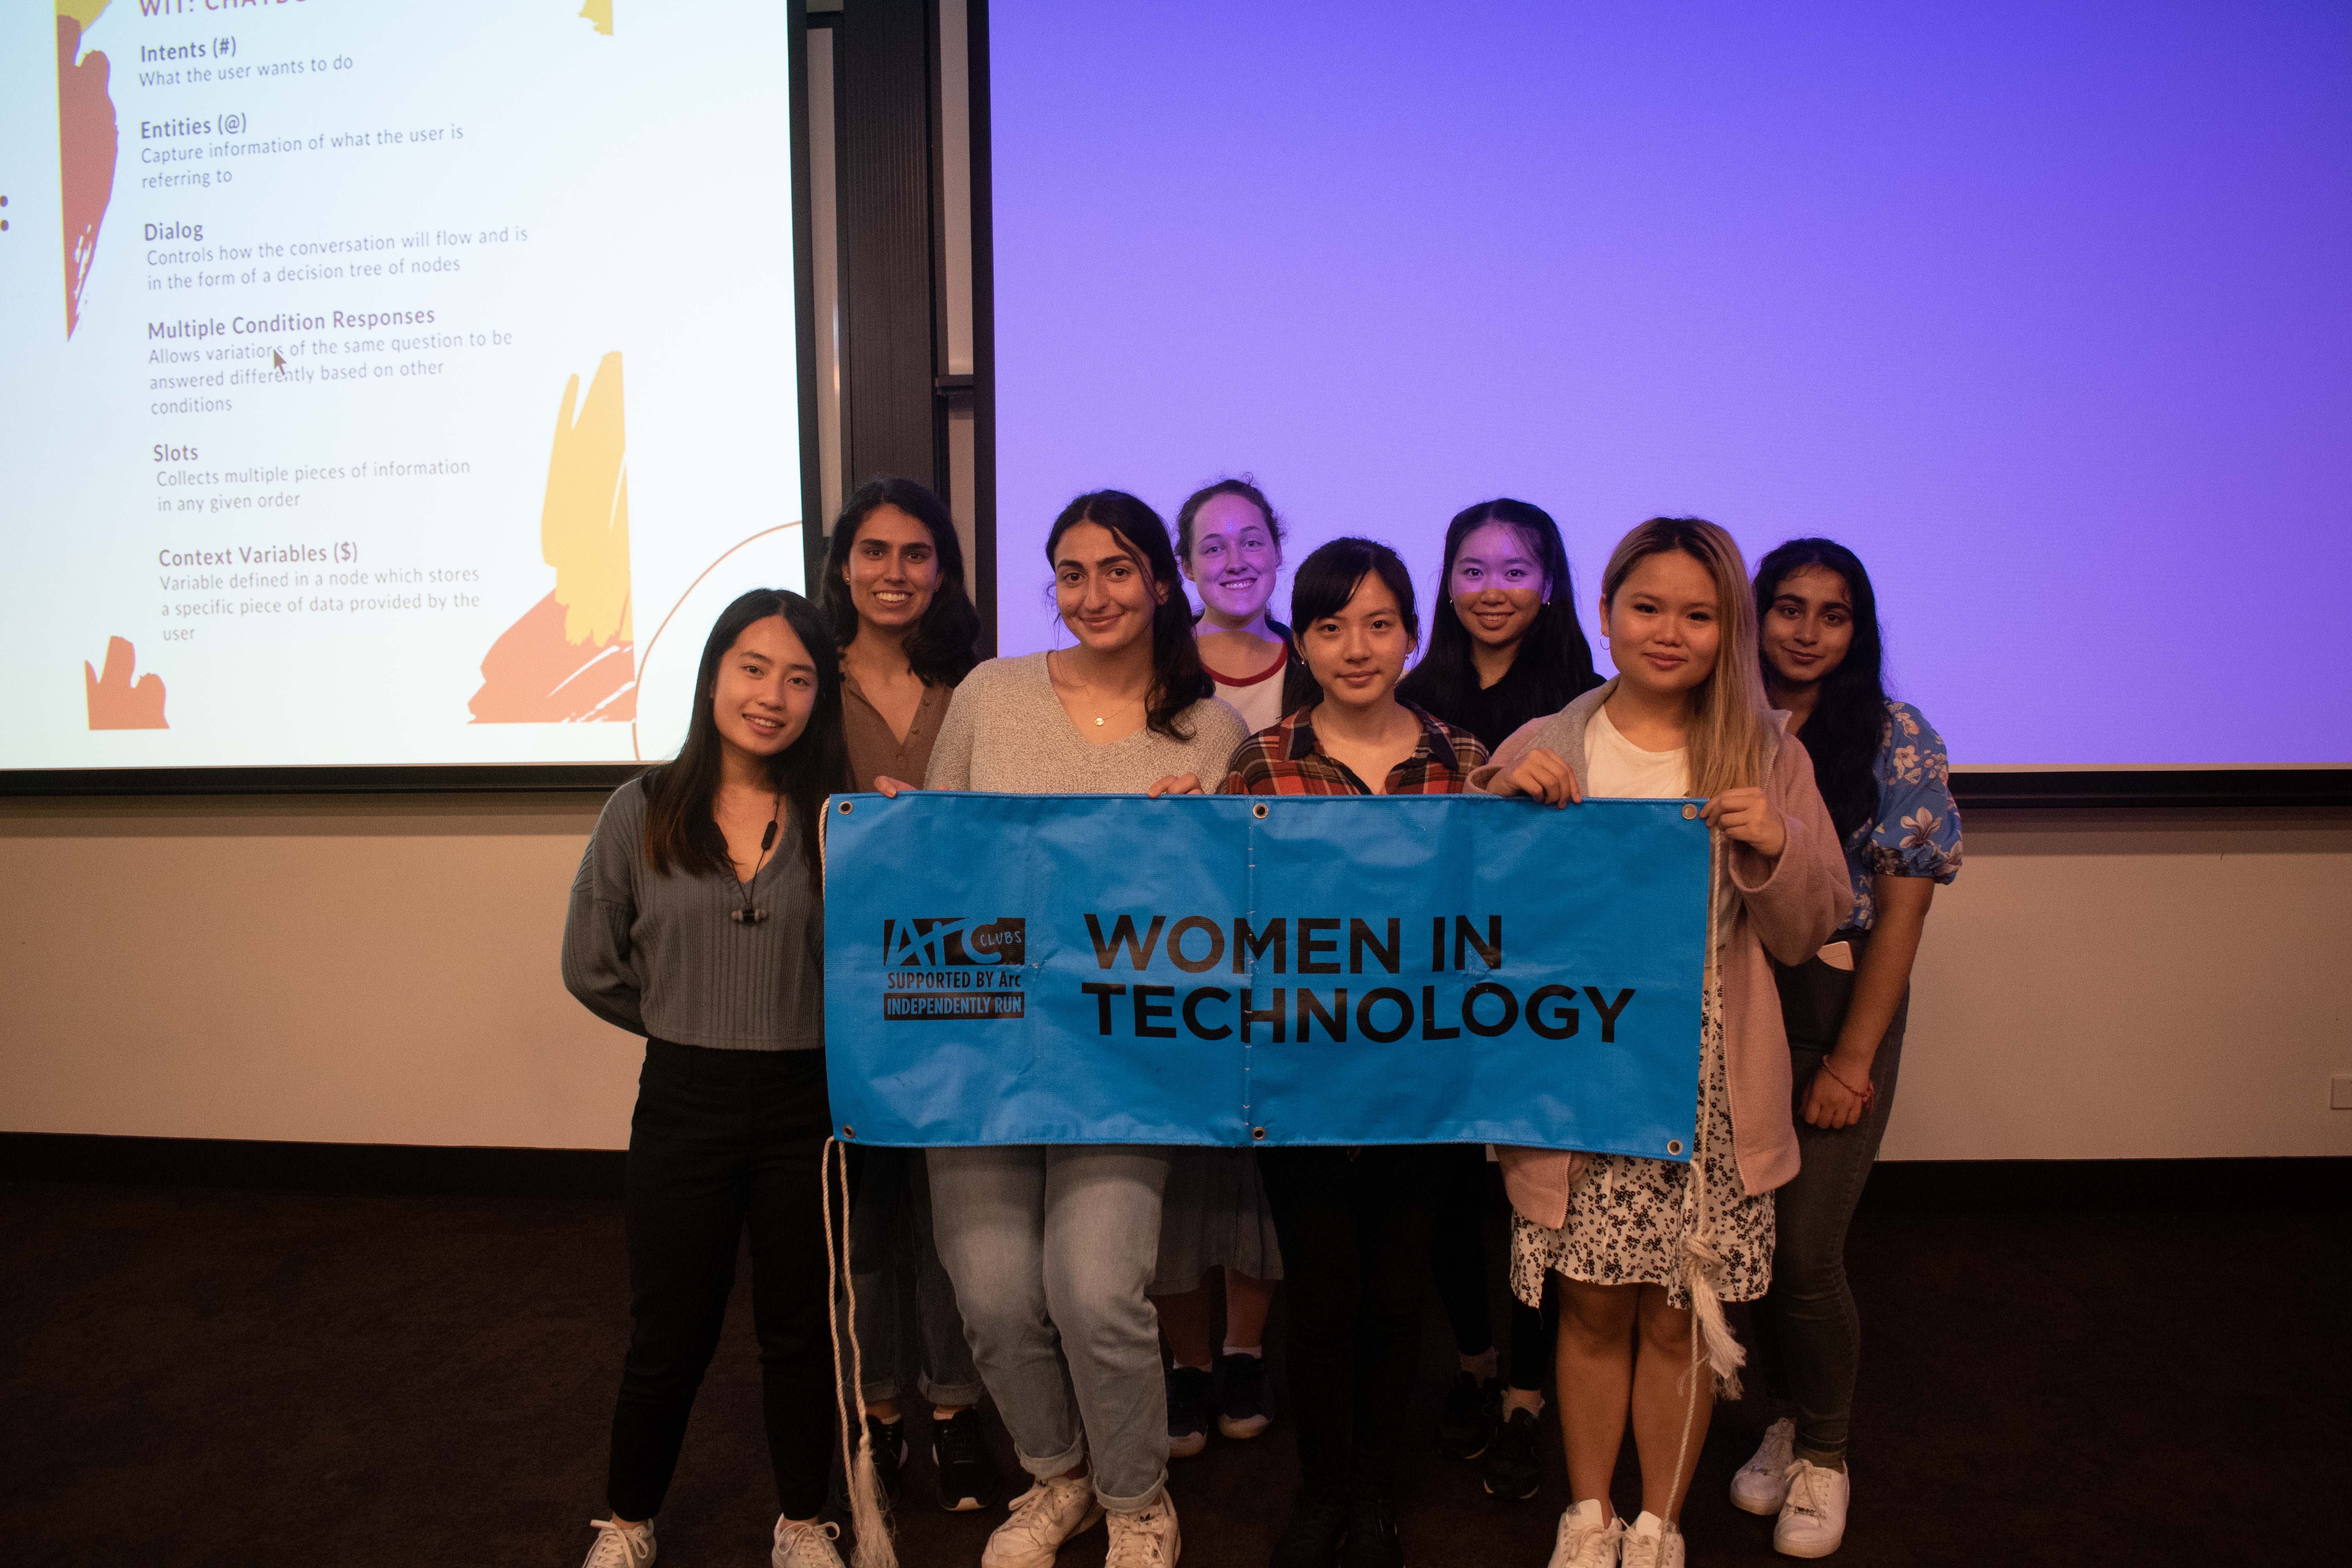 WIT:
Intents (#)
What the user wants to do
Entities (@)
Capture information of what the user is
referring to
Dialog
Controls how the conversation will flow and is
in the form of a decision tree of nodes
Multiple Condition Responses
Allows variations of the same question to be
answered differently based on other
conditions
Slots
Collects multiple pieces of information
in any given order
Context Variables ($)
Variable defined in a node which stores
a specific piece of data provided by the
user
Arc CLUBS
SUPPORTED BY Arc
INDEPENDENTLY RUN
WOMEN IN
TECHNOLOGY